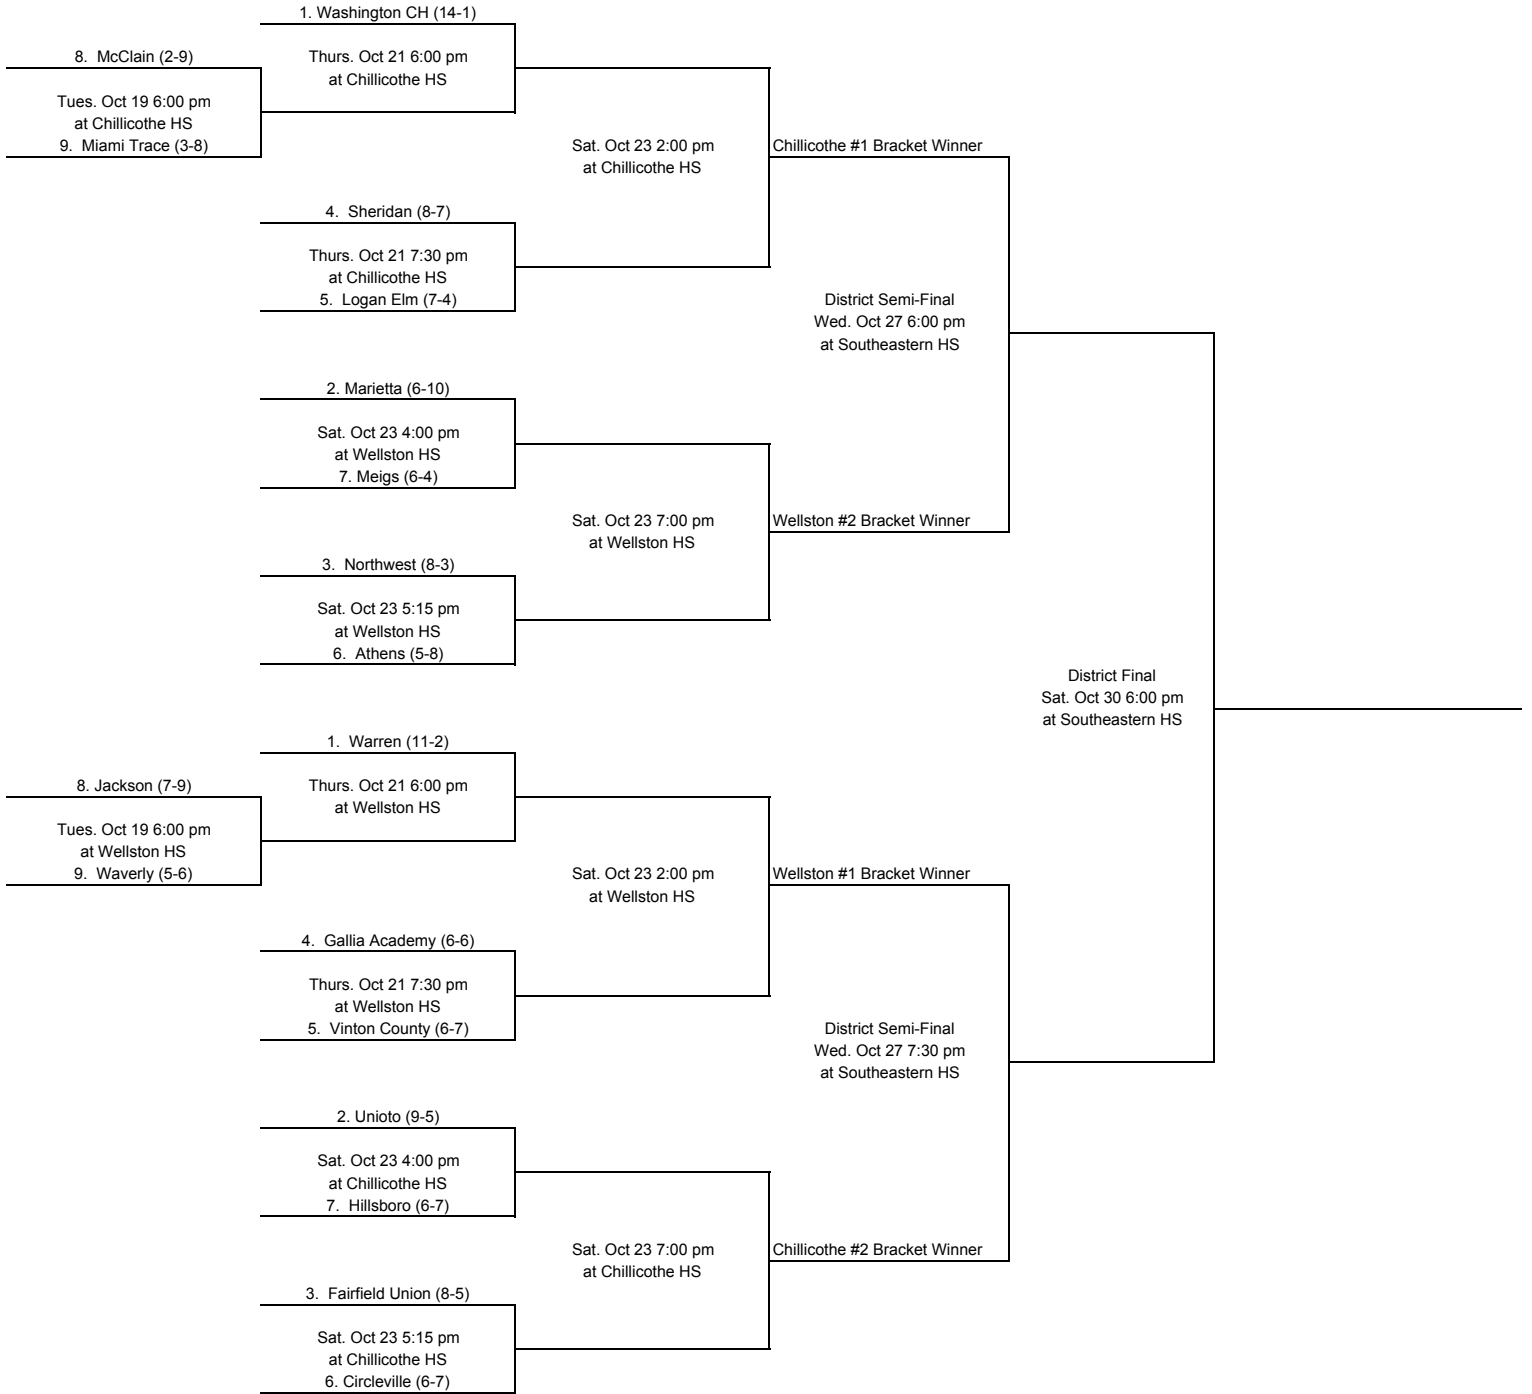 1. Washington CH (14-1)
8. McClain (2-9)
Thurs. Oct 21 6:00 pm
at Chillicothe HS
Tues. Oct 19 6:00 pm
at Chillicothe HS
9. Miami Trace (3-8)
Sat. Oct 23 2:00 pm
at Chillicothe HS
Chillicothe #1 Bracket Winner
4. Sheridan (8-7)
Thurs. Oct 21 7:30 pm
at Chillicothe HS
5. Logan Elm (7-4)
District Semi-Final
Wed. Oct 27 6:00 pm
at Southeastern HS
2. Marietta (6-10)
Sat. Oct 23 4:00 pm
at Wellston HS
7. Meigs (6-4)
Sat. Oct 23 7:00 pm
at Wellston HS
Wellston #2 Bracket Winner
3. Northwest (8-3)
Sat. Oct 23 5:15 pm
at Wellston HS
6. Athens (5-8)
District Final
Sat. Oct 30 6:00 pm
at Southeastern HS
1. Warren (11-2)
8. Jackson (7-9)
Thurs. Oct 21 6:00 pm
at Wellston HS
Tues. Oct 19 6:00 pm
at Wellston HS
9. Waverly (5-6)
Sat. Oct 23 2:00 pm
at Wellston HS
Wellston #1 Bracket Winner
4. Gallia Academy (6-6)
Thurs. Oct 21 7:30 pm
at Wellston HS
5. Vinton County (6-7)
District Semi-Final
Wed. Oct 27 7:30 pm
at Southeastern HS
2. Unioto (9-5)
Sat. Oct 23 4:00 pm
at Chillicothe HS
7. Hillsboro (6-7)
Sat. Oct 23 7:00 pm
at Chillicothe HS
Chillicothe #2 Bracket Winner
3. Fairfield Union (8-5)
Sat. Oct 23 5:15 pm
at Chillicothe HS
6. Circleville (6-7)